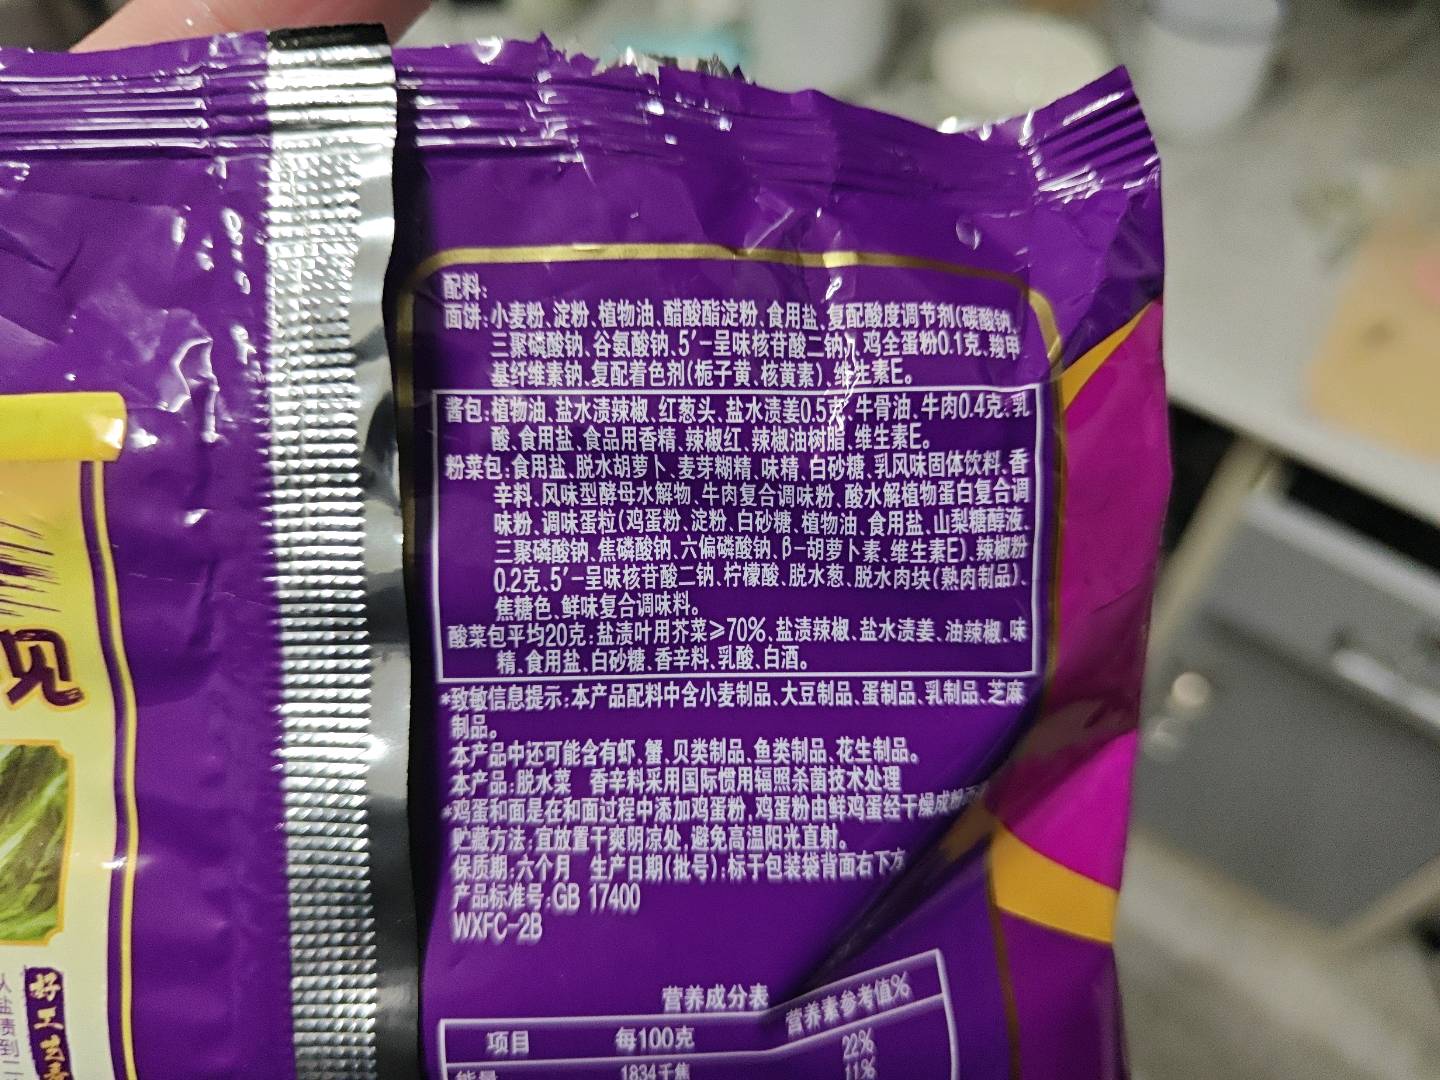 配料:
面饼:小麦粉、淀粉、植物油、醋酸酯淀粉、食用盐、复配酸度调节剂(碳酸钠、
三聚磷酸钠、谷氨酸钠、5′-呈味核苷酸二钠)、鸡全蛋粉0.1克、羧甲
基纤维素钠、复配着色剂(栀子黄、核黄素)、维生素E。
酱包:植物油、盐水渍辣椒、红葱头、盐水渍姜0.5克、牛骨油、牛肉0.4克、乳
酸、食用盐、食品用香精、辣椒红、辣椒油树脂、维生素E。
粉菜包:食用盐、脱水胡萝卜、麦芽糊精、味精、白砂糖、乳风味固体饮料、香
辛料、风味型酵母水解物、牛肉复合调味粉、酸水解植物蛋白复合调
味粉、调味蛋粒(鸡蛋粉、淀粉、白砂糖、植物油、食用盐、山梨糖醇液、
三聚磷酸钠、焦磷酸钠、六偏磷酸钠、β-胡萝卜素、维生素E)、辣椒粉
0.2克、5′-呈味核苷酸二钠、柠檬酸、脱水葱、脱水肉块(熟肉制品)、
焦糖色、鲜味复合调味料。
酸菜包平均20克:盐渍叶用芥菜≥70%、盐渍辣椒、盐水渍姜、油辣椒、味
精、食用盐、白砂糖、香辛料、乳酸、白酒。
*致敏信息提示:本产品配料中含小麦制品、大豆制品、蛋制品、乳制品、芝麻
制品。
本产品中还可能含有虾、蟹、贝类制品、鱼类制品、花生制品。
本产品:脱水菜 香辛料采用国际惯用辐照杀菌技术处理
*鸡蛋和面是在和面过程中添加鸡蛋粉,鸡蛋粉由鲜鸡蛋经干燥成粉
贮藏方法:宜放置干爽阴凉处,避免高温阳光直射。
保质期:六个月 生产日期(批号):标于包装袋背面右下方
产品标准号:GB 17400
WXFC-2B
营养成分表
项目 每100克 营养素参考值%
能量 1834千焦 22%
11%
好工艺
盐渍到二